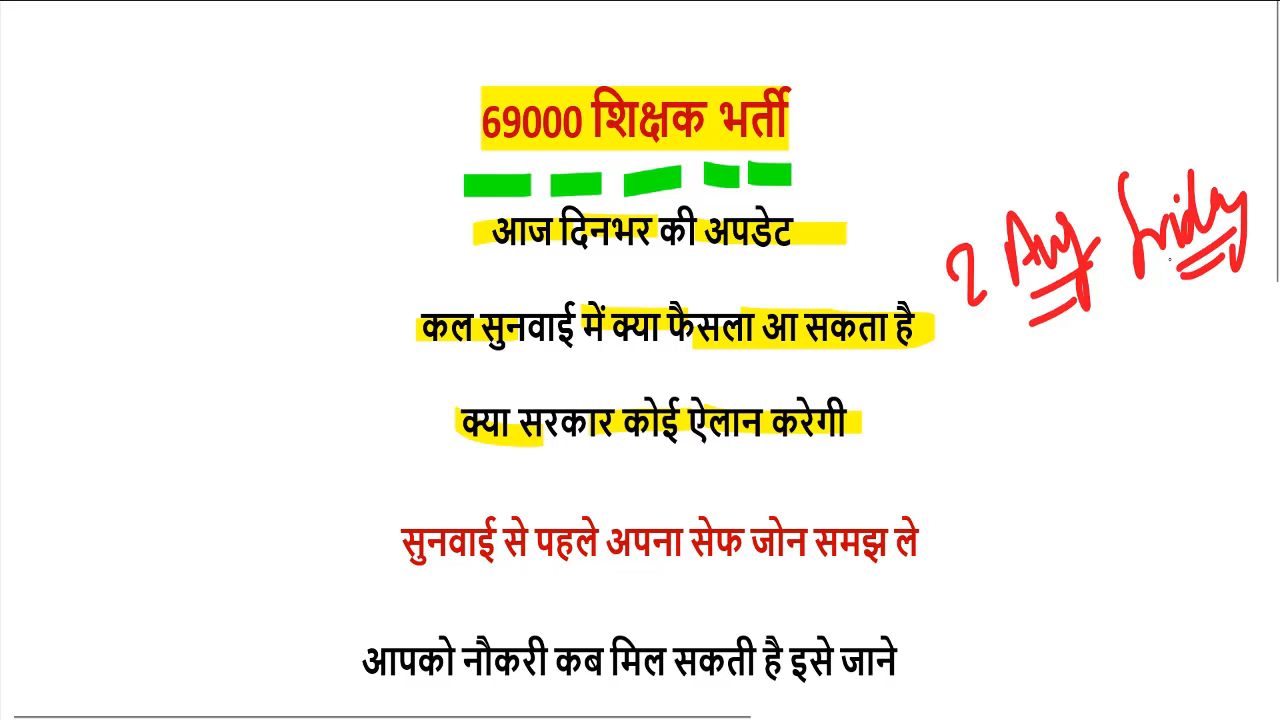 69000 शिक्षक भर्ती
आज दिनभर की अपडेट
2 Aug Friday
कल सुनवाई में क्या फैसला आ सकता है
क्या सरकार कोई ऐलान करेगी
सुनवाई से पहले अपना सेफ जोन समझ ले
आपको नौकरी कब मिल सकती है इसे जाने